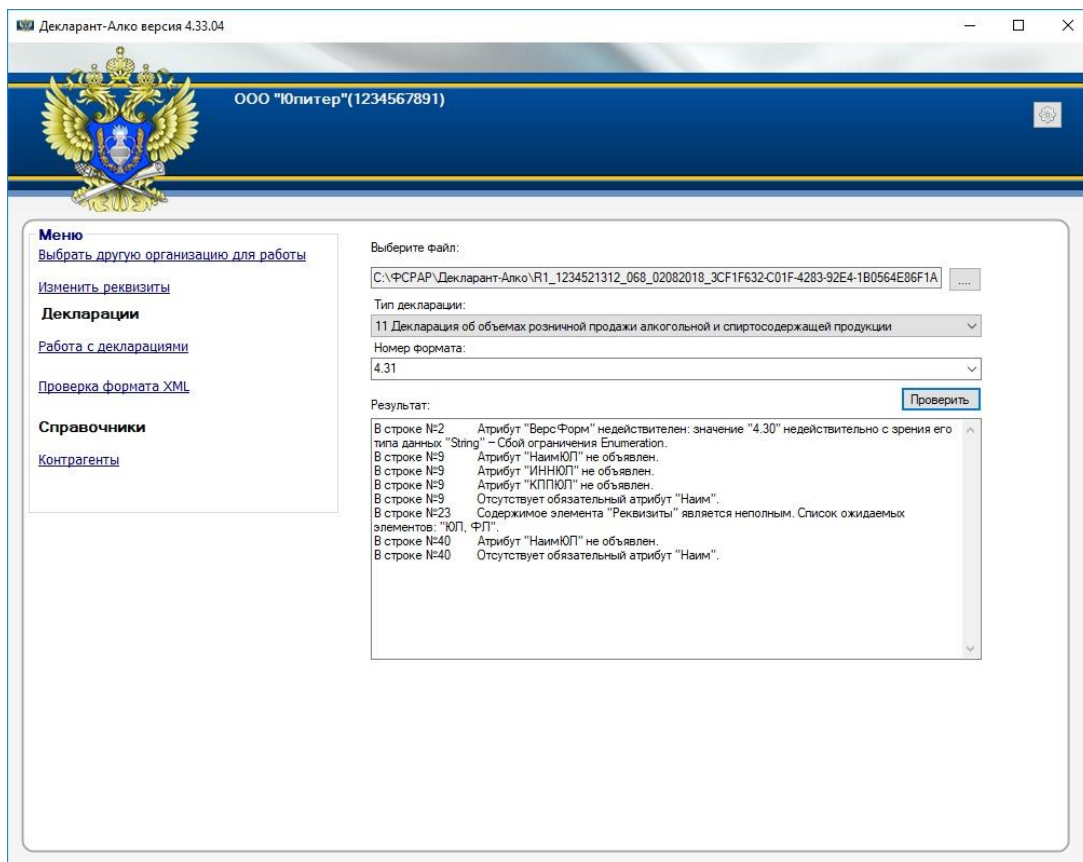 Декларант-Алко версия 4.33.04
ООО "Юпитер"(1234567891)
Меню
Выбрать другую организацию для работы
Изменить реквизиты
Декларации
Работа с декларациями
Проверка формата XML
Справочники
Контрагенты
Выберите файл:
C:\ФСРАР\Декларант-Алко\R1_1234521312_068_02082018_3CF1F632-C01F-4283-92E4-1B0564E86F1A
....
Тип декларации:
11 Декларация об объемах розничной продажи алкогольной и спиртосодержащей продукции
Номер формата:
4.31
Проверить
Результат:
В строке №2 Атрибут "ВерсФорм" недействителен: значение "4.30" недействительно с зрения его
типа данных "String" – Сбой ограничения Enumeration.
В строке №9 Атрибут "НаимЮЛ" не объявлен.
В строке №9 Атрибут "ИННЮЛ" не объявлен.
В строке №9 Атрибут "КППЮЛ" не объявлен.
В строке №9 Отсутствует обязательный атрибут "Наим".
В строке №23 Содержимое элемента "Реквизиты" является неполным. Список ожидаемых
элементов: "ЮЛ, ФЛ".
В строке №40 Атрибут "НаимЮЛ" не объявлен.
В строке №40 Отсутствует обязательный атрибут "Наим".